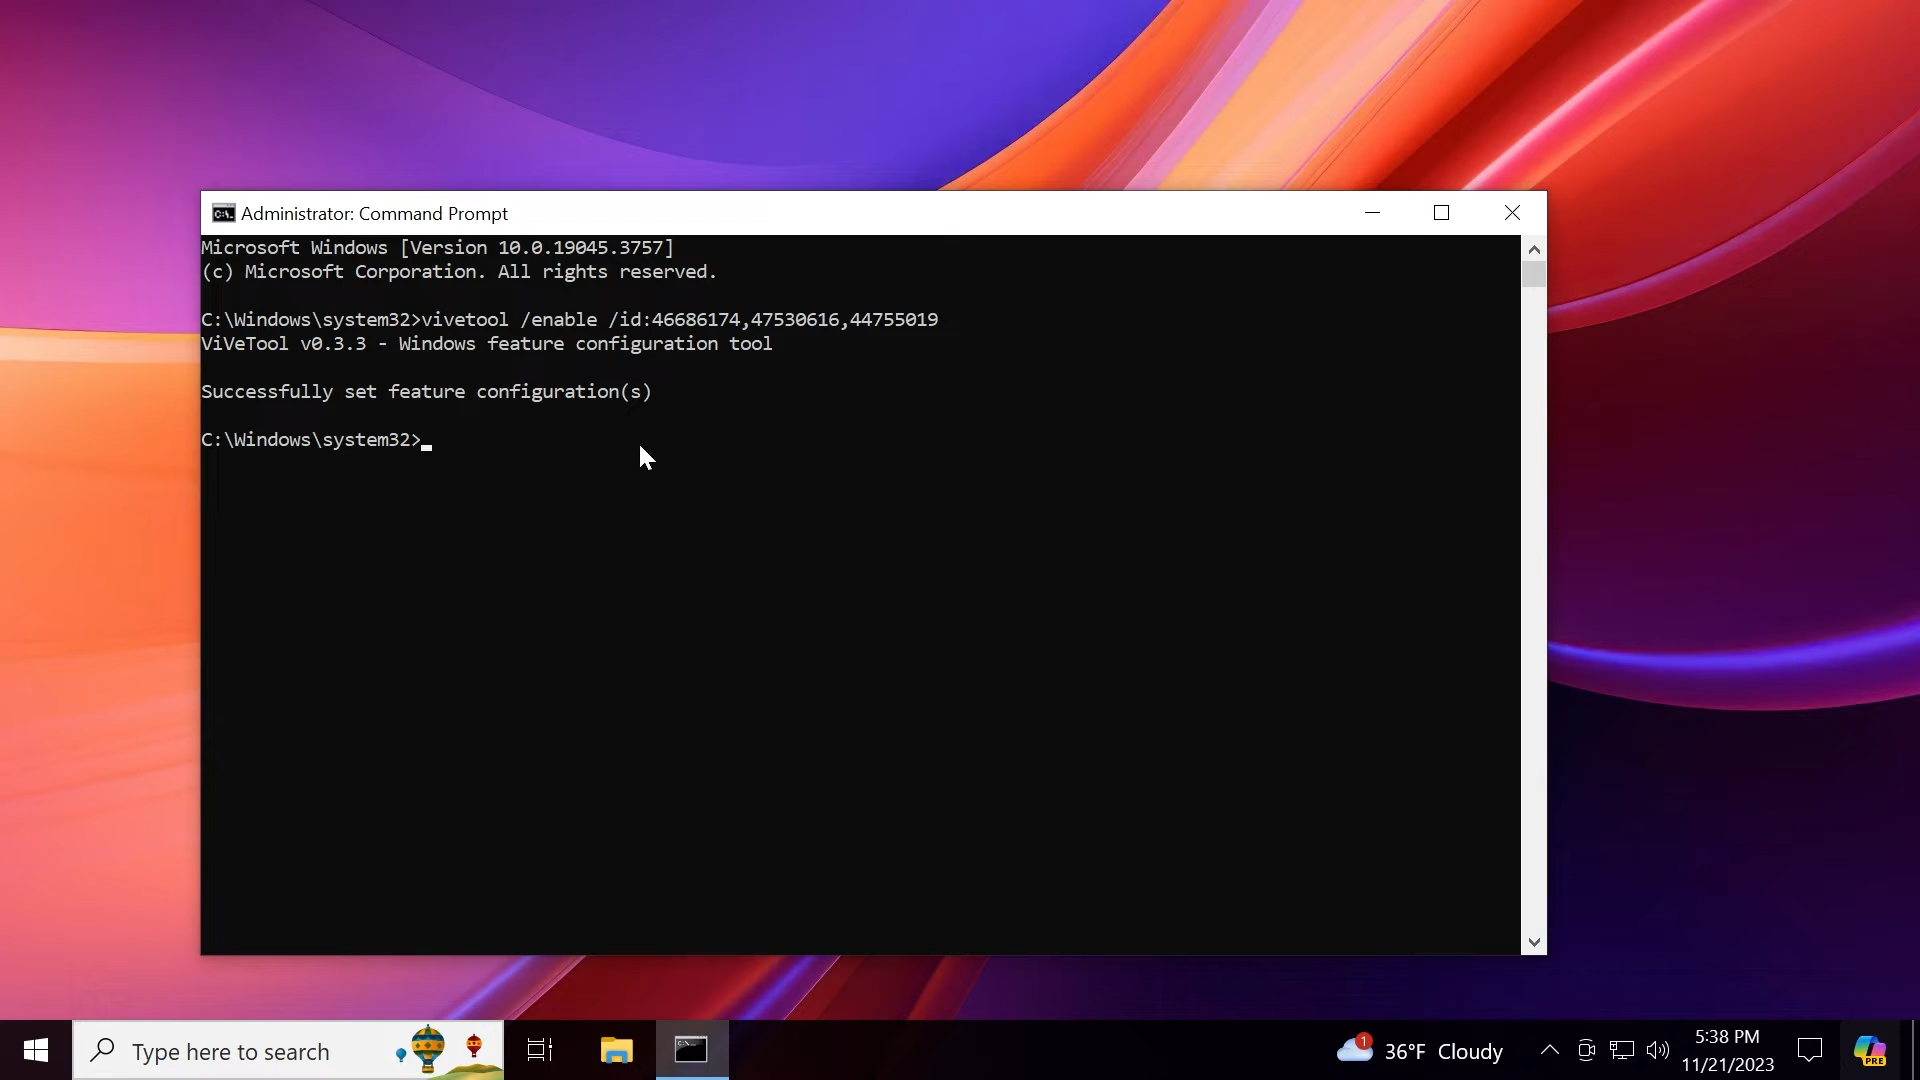 Administrator: Command Prompt
Microsoft Windows [Version 10.0.19045.3757]
(c) Microsoft Corporation. All rights reserved.
C:\Windows\system32>vivetool /enable /id:46686174,47530616,44755019
ViVeTool v0.3.3 - Windows feature configuration tool
Successfully set feature configuration(s)
C:\Windows\system32>
Type here to search
1
36°F Cloudy
5:38 PM
11/21/2023
PRE